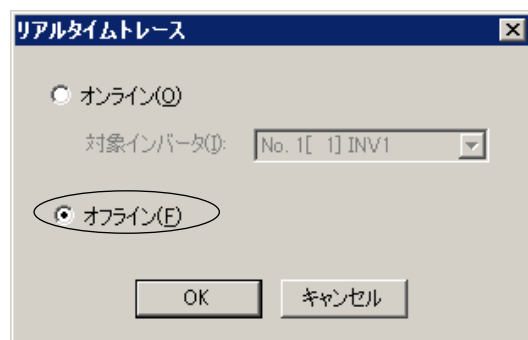 リアルタイムトレース
オンライン(O)
対象インバータ(I): No. 1[ 1] INV1
オフライン(F)
OK キャンセル